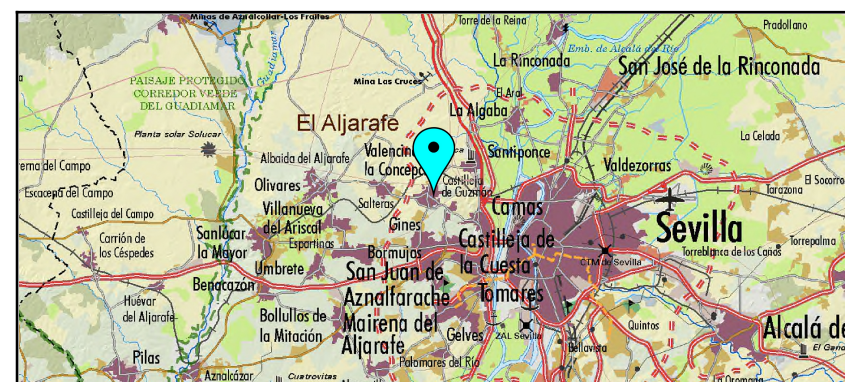 Minas de Aznalcóllar-Los Frailes
Torre de la Reina
Pradollano
Emb. de Alcalá del Río
La Rinconada
San José de la Rinconada
Guadiamar
PAISAJE PROTEGIDO
CORREDOR VERDE
DEL GUADIAMAR
Mina Las Cruces
El Aral
La Algaba
El Aljarafe
Planta solar Solucar
La Celada
Albaida del Aljarafe
Santiponce
Valdezorras
la Concepc
del Campo
Olivares
Castilleja
de Guzmán
Tarazona
El Socorro
Escacena del Campo
Salteras
Villanueva
del Ariscal
Camas
Castilleja del Campo
Gines
Sevilla
Carrión de
los Céspedes
Sanlúcar
la Mayor
Espartinas
Castilleja de
la Cuesta
Torrepalma
Bormujos
Torreblanca de los Caños
CTM de Sevilla
Umbrete
San Juan de
Aznalfarache
Benacazón
Tomares
Huévar
del Aljarafe
Bollullos de
la Mitación
Mairena del
Aljarafe
Gelves
ZAL Sevilla
Quintos
Alcalá de
Bellavista
Pilas
Palomares del Río
Aznalcázar
Cuatrovitas